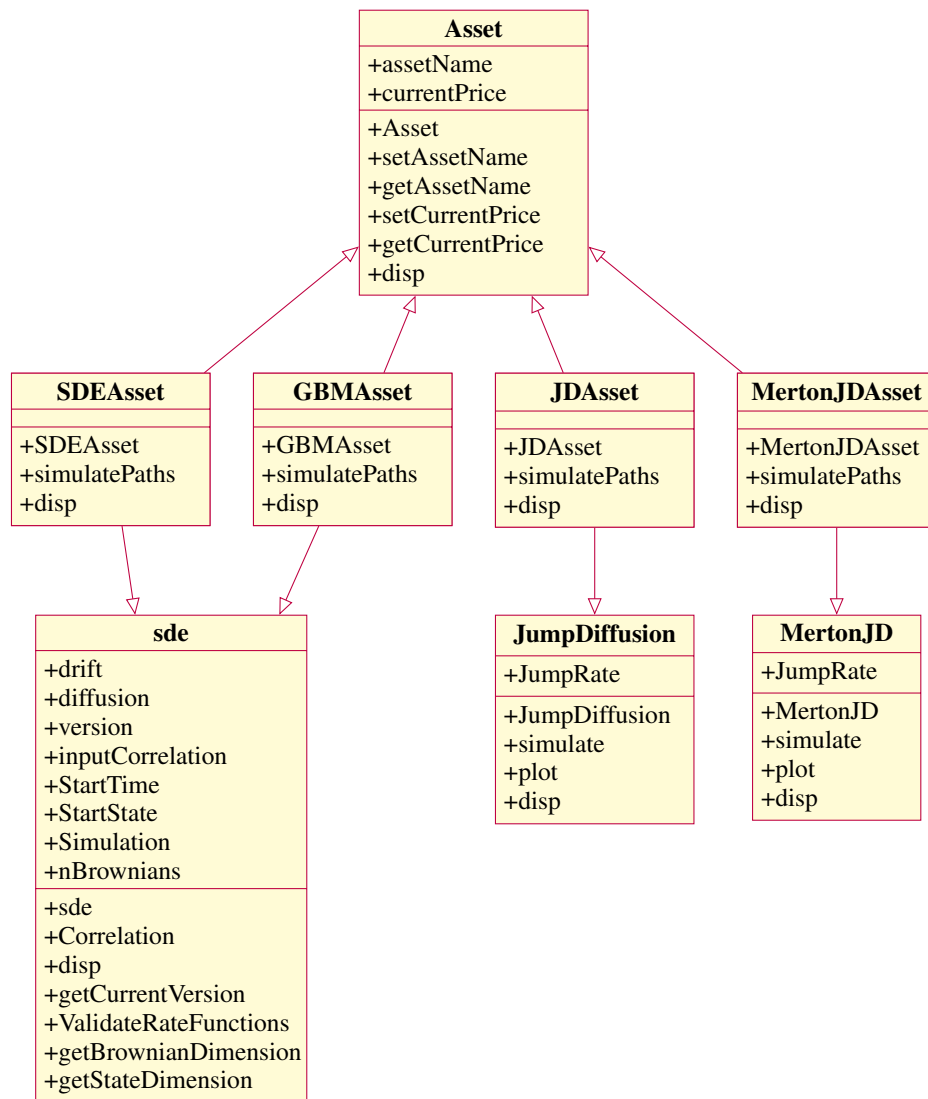 Asset
+assetName
+currentPrice
+Asset
+setAssetName
+getAssetName
+setCurrentPrice
+getCurrentPrice
+disp
SDEAsset
+SDEAsset
+simulatePaths
+disp
GBMAsset
+GBMAsset
+simulatePaths
+disp
JDAsset
+JDAsset
+simulatePaths
+disp
MertonJDAsset
+MertonJDAsset
+simulatePaths
+disp
sde
+drift
+diffusion
+version
+inputCorrelation
+StartTime
+StartState
+Simulation
+nBrownians
+sde
+Correlation
+disp
+getCurrentVersion
+ValidateRateFunctions
+getBrownianDimension
+getStateDimension
JumpDiffusion
+JumpRate
+JumpDiffusion
+simulate
+plot
+disp
MertonJD
+JumpRate
+MertonJD
+simulate
+plot
+disp